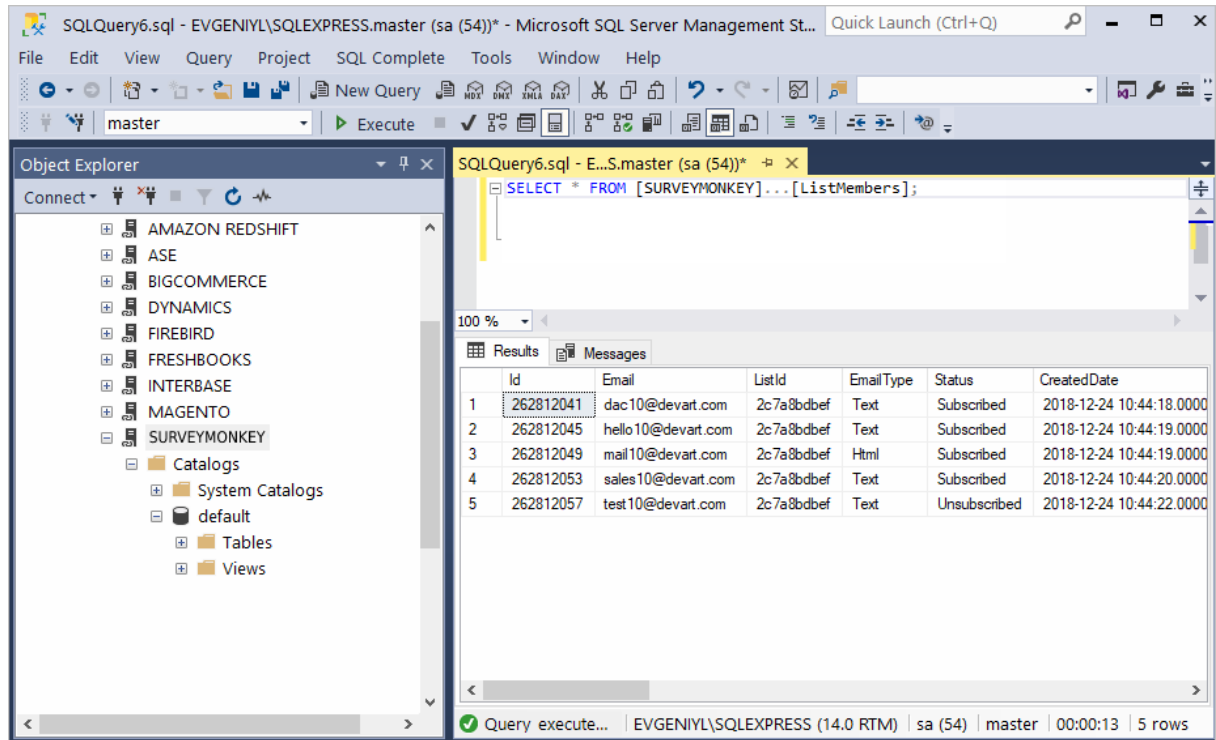 SQLQuery6.sql - EVGENIYL\SQLEXPRESS.master (sa (54))* - Microsoft SQL Server Management St... Quick Launch (Ctrl+Q)
File Edit View Query Project SQL Complete Tools Window Help
New Query MDX DMX XMLA DAX
master Execute
Object Explorer
Connect
AMAZON REDSHIFT
ASE
BIGCOMMERCE
DYNAMICS
FIREBIRD
FRESHBOOKS
INTERBASE
MAGENTO
SURVEYMONKEY
Catalogs
System Catalogs
default
Tables
Views
SQLQuery6.sql - E...S.master (sa (54))*
SELECT * FROM [SURVEYMONKEY]...[ListMembers];
100 %
Results Messages
Id Email ListId EmailType Status CreatedDate
1 262812041 dac10@devart.com 2c7a8bdbef Text Subscribed 2018-12-24 10:44:18.0000
2 262812045 hello10@devart.com 2c7a8bdbef Text Subscribed 2018-12-24 10:44:19.0000
3 262812049 mail10@devart.com 2c7a8bdbef Html Subscribed 2018-12-24 10:44:19.0000
4 262812053 sales10@devart.com 2c7a8bdbef Text Subscribed 2018-12-24 10:44:20.0000
5 262812057 test10@devart.com 2c7a8bdbef Text Unsubscribed 2018-12-24 10:44:22.0000
Query execute... EVGENIYL\SQLEXPRESS (14.0 RTM) sa (54) master 00:00:13 5 rows